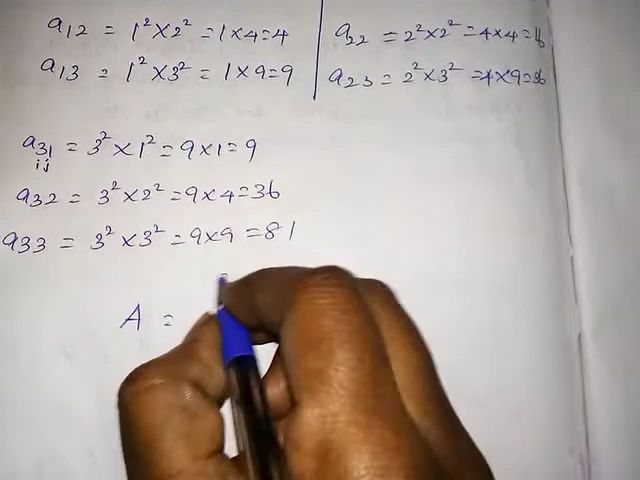 a12 = 1² × 2² = 1 × 4 = 4
a13 = 1² × 3² = 1 × 9 = 9
a22 = 2² × 2² = 4 × 4 = 16
a23 = 2² × 3² = 4 × 9 = 36
a31 = 3² × 1² = 9 × 1 = 9
ij
a32 = 3² × 2² = 9 × 4 = 36
a33 = 3² × 3² = 9 × 9 = 81
A =